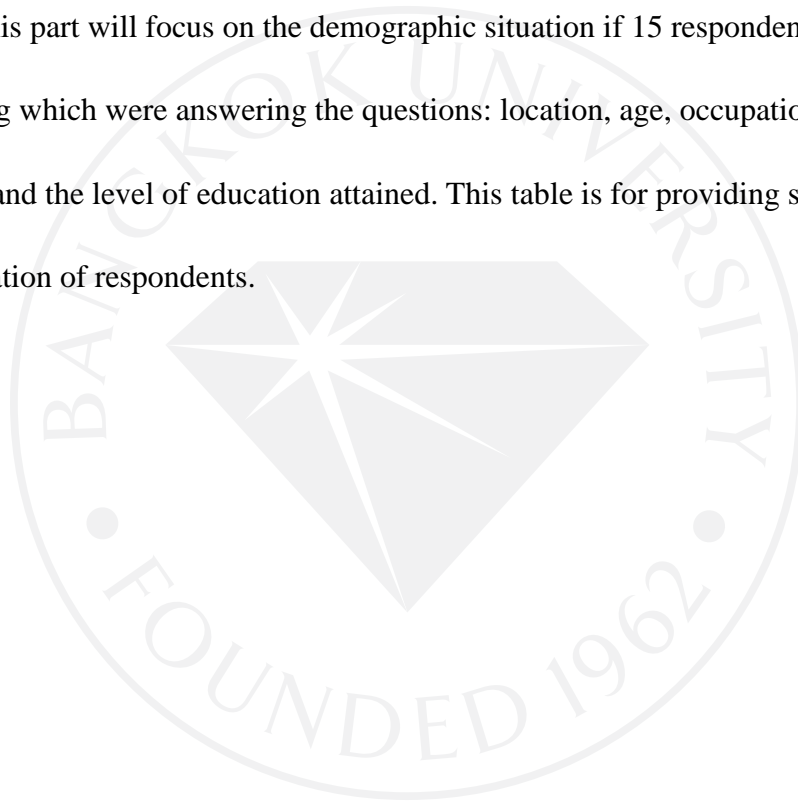 is part will focus on the demographic situation if 15 responden
g which were answering the questions: location, age, occupatio
and the level of education attained. This table is for providing s
ation of respondents.
BANGKOK UNIVERSITY
FOUNDED 1962